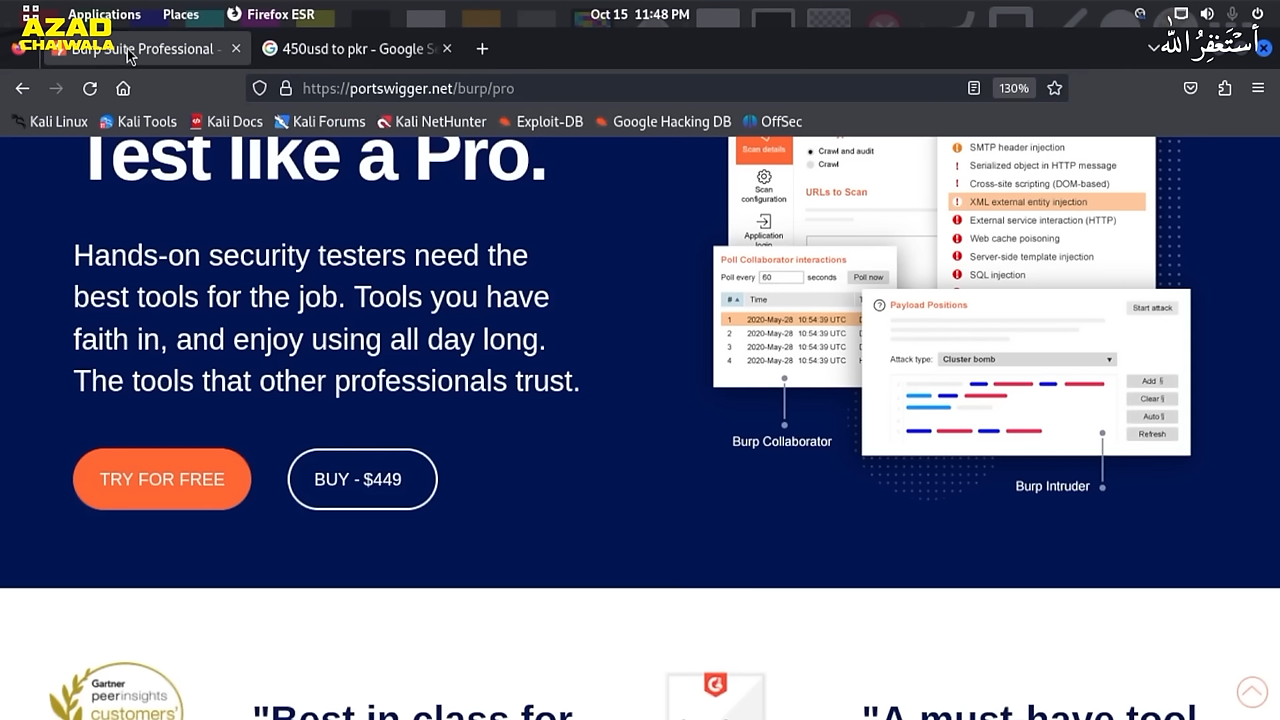 Applications Places Firefox ESR Oct 15 11:48 PM
AZAD
CHAIWALA
Burp Suite Professional - 450usd to pkr - Google S
أستغفر الله
https://portswigger.net/burp/pro 130%
Kali Linux Kali Tools Kali Docs Kali Forums Kali NetHunter Exploit-DB Google Hacking DB OffSec
Test like a Pro.
Hands-on security testers need the
best tools for the job. Tools you have
faith in, and enjoy using all day long.
The tools that other professionals trust.
TRY FOR FREE BUY - $449
Scan details
Scan
configuration
Application
login
Crawl and audit
Crawl
URLs to Scan
SMTP header injection
Serialized object in HTTP message
Cross-site scripting (DOM-based)
XML external entity injection
External service interaction (HTTP)
Web cache poisoning
Server-side template injection
SQL injection
Poll Collaborator interactions
Poll every 60 seconds Poll now
# Time
1 2020-May-28 10:54:39 UTC
2 2020-May-28 10:54:39 UTC
3 2020-May-28 10:54:39 UTC
4 2020-May-28 10:54:39 UTC
Burp Collaborator
? Payload Positions
Start attack
Attack type: Cluster bomb
Add §
Clear §
Auto §
Refresh
Burp Intruder
Gartner
peerinsights
customers'
"Best in class for
"A must-have tool